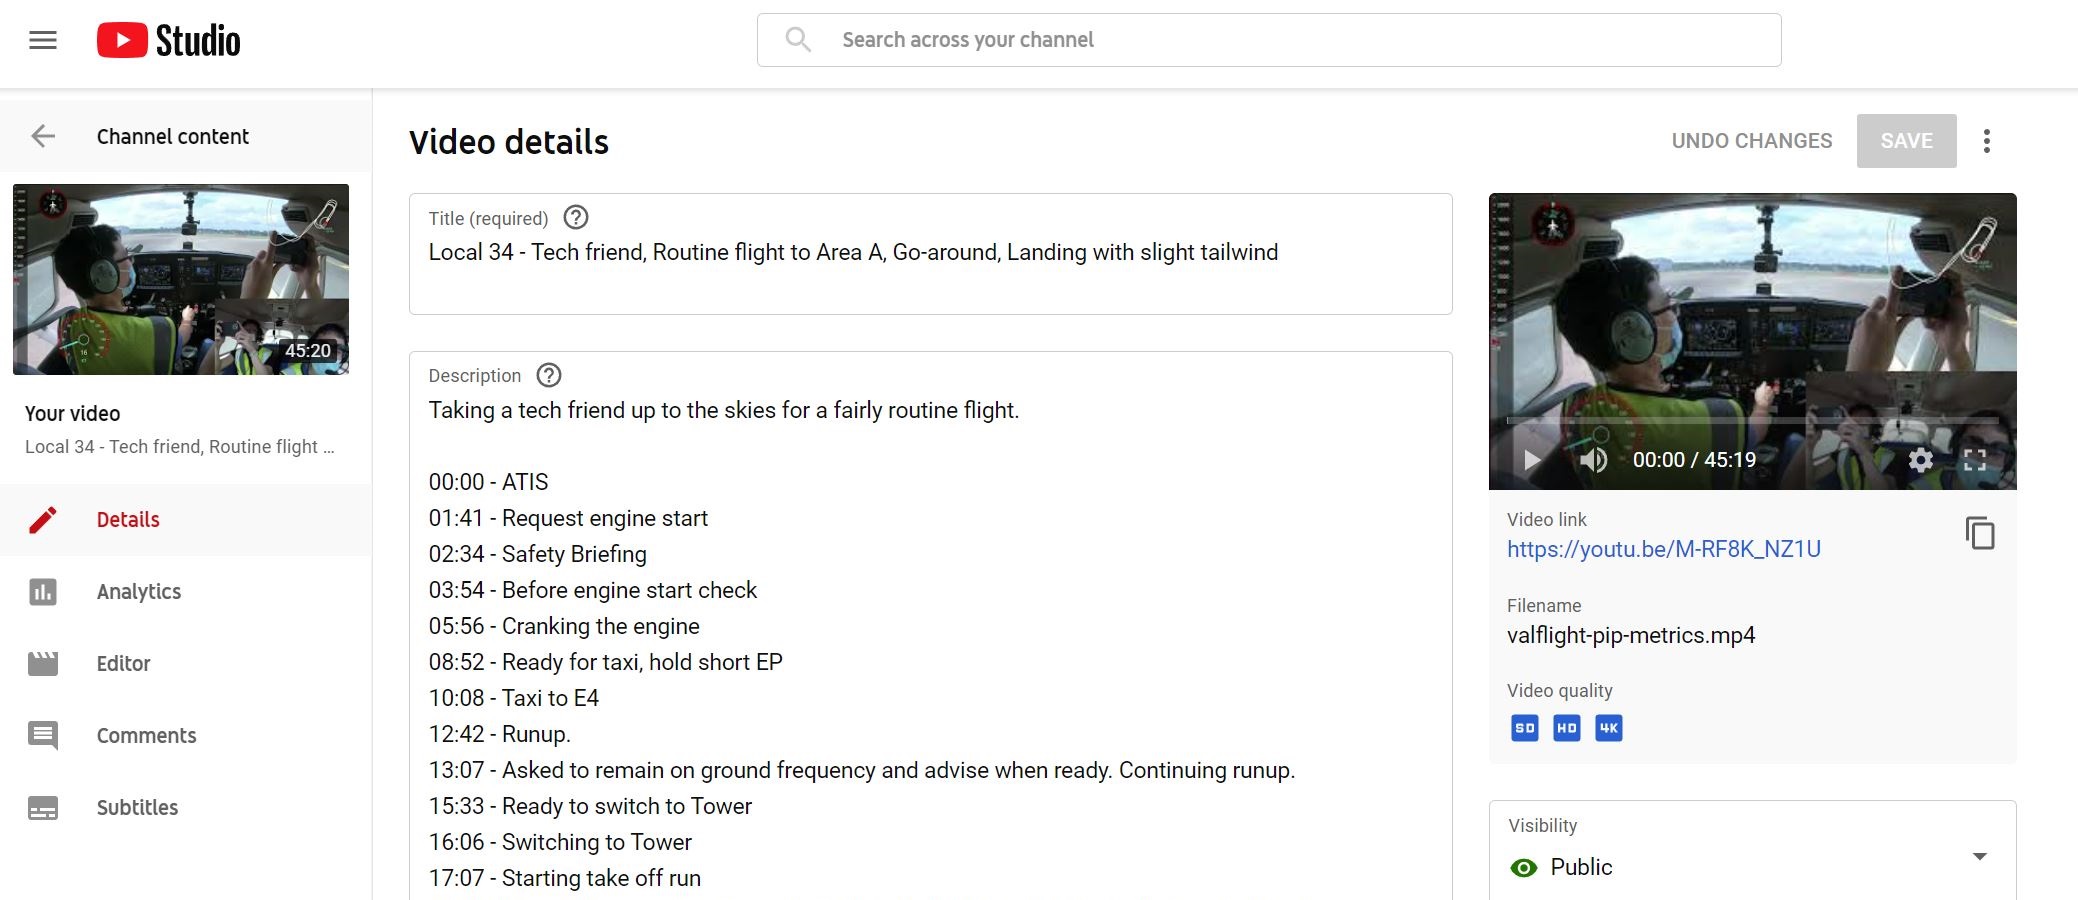 Studio
Search across your channel
Channel content
45:20
Your video
Local 34 - Tech friend, Routine flight ...
Details
Analytics
Editor
Comments
Subtitles
Video details
UNDO CHANGES
SAVE
Title (required)
Local 34 - Tech friend, Routine flight to Area A, Go-around, Landing with slight tailwind
Description
Taking a tech friend up to the skies for a fairly routine flight.
00:00 - ATIS
01:41 - Request engine start
02:34 - Safety Briefing
03:54 - Before engine start check
05:56 - Cranking the engine
08:52 - Ready for taxi, hold short EP
10:08 - Taxi to E4
12:42 - Runup.
13:07 - Asked to remain on ground frequency and advise when ready. Continuing runup.
15:33 - Ready to switch to Tower
16:06 - Switching to Tower
17:07 - Starting take off run
00:00 / 45:19
Video link
https://youtu.be/M-RF8K_NZ1U
Filename
valflight-pip-metrics.mp4
Video quality
SD HD 4K
Visibility
Public